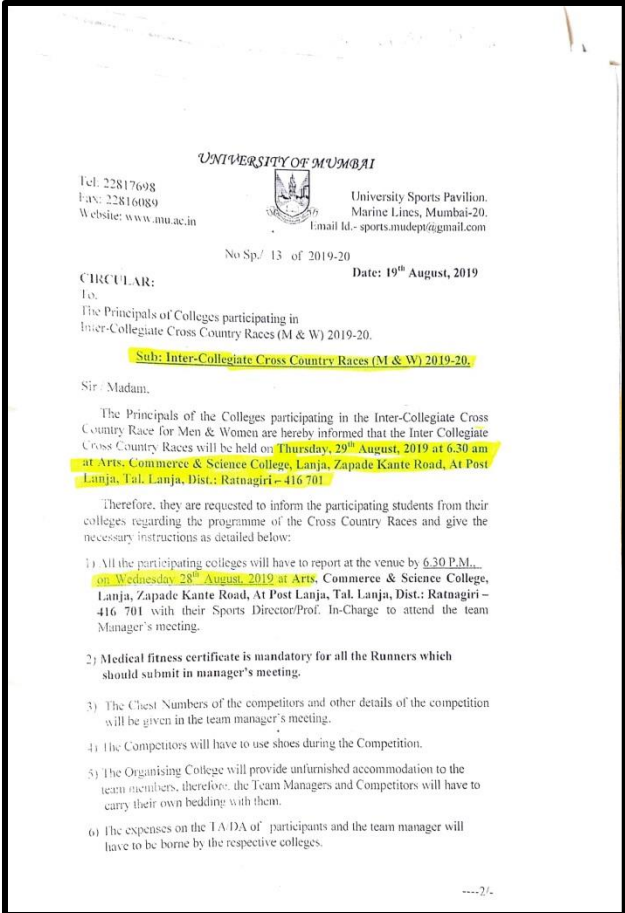 UNIVERSITY OF MUMBAI
Tel. 22817698
Fax: 22816089
Website: www.mu.ac.in
University Sports Pavilion.
Marine Lines, Mumbai-20.
Email Id.- sports.mudept@gmail.com
No Sp./ 13 of 2019-20
Date: 19th August, 2019
CIRCULAR:
To,
The Principals of Colleges participating in
Inter-Collegiate Cross Country Races (M & W) 2019-20.
Sub: Inter-Collegiate Cross Country Races (M & W) 2019-20.
Sir / Madam,
The Principals of the Colleges participating in the Inter-Collegiate Cross
Country Race for Men & Women are hereby informed that the Inter Collegiate
Cross Country Races will be held on Thursday, 29th August, 2019 at 6.30 am
at Arts, Commerce & Science College, Lanja, Zapade Kante Road, At Post
Lanja, Tal. Lanja, Dist.: Ratnagiri – 416 701
Therefore, they are requested to inform the participating students from their
colleges regarding the programme of the Cross Country Races and give the
necessary instructions as detailed below:
1) All the participating colleges will have to report at the venue by 6.30 P.M.,
on Wednesday 28th August, 2019 at Arts, Commerce & Science College,
Lanja, Zapade Kante Road, At Post Lanja, Tal. Lanja, Dist.: Ratnagiri –
416 701 with their Sports Director/Prof. In-Charge to attend the team
Manager's meeting.
2) Medical fitness certificate is mandatory for all the Runners which
should submit in manager's meeting.
3) The Chest Numbers of the competitors and other details of the competition
will be given in the team manager's meeting.
4) The Competitors will have to use shoes during the Competition.
5) The Organising College will provide unfurnished accommodation to the
team members, therefore, the Team Managers and Competitors will have to
carry their own bedding with them.
6) The expenses on the TA/DA of participants and the team manager will
have to be borne by the respective colleges.
----2/-